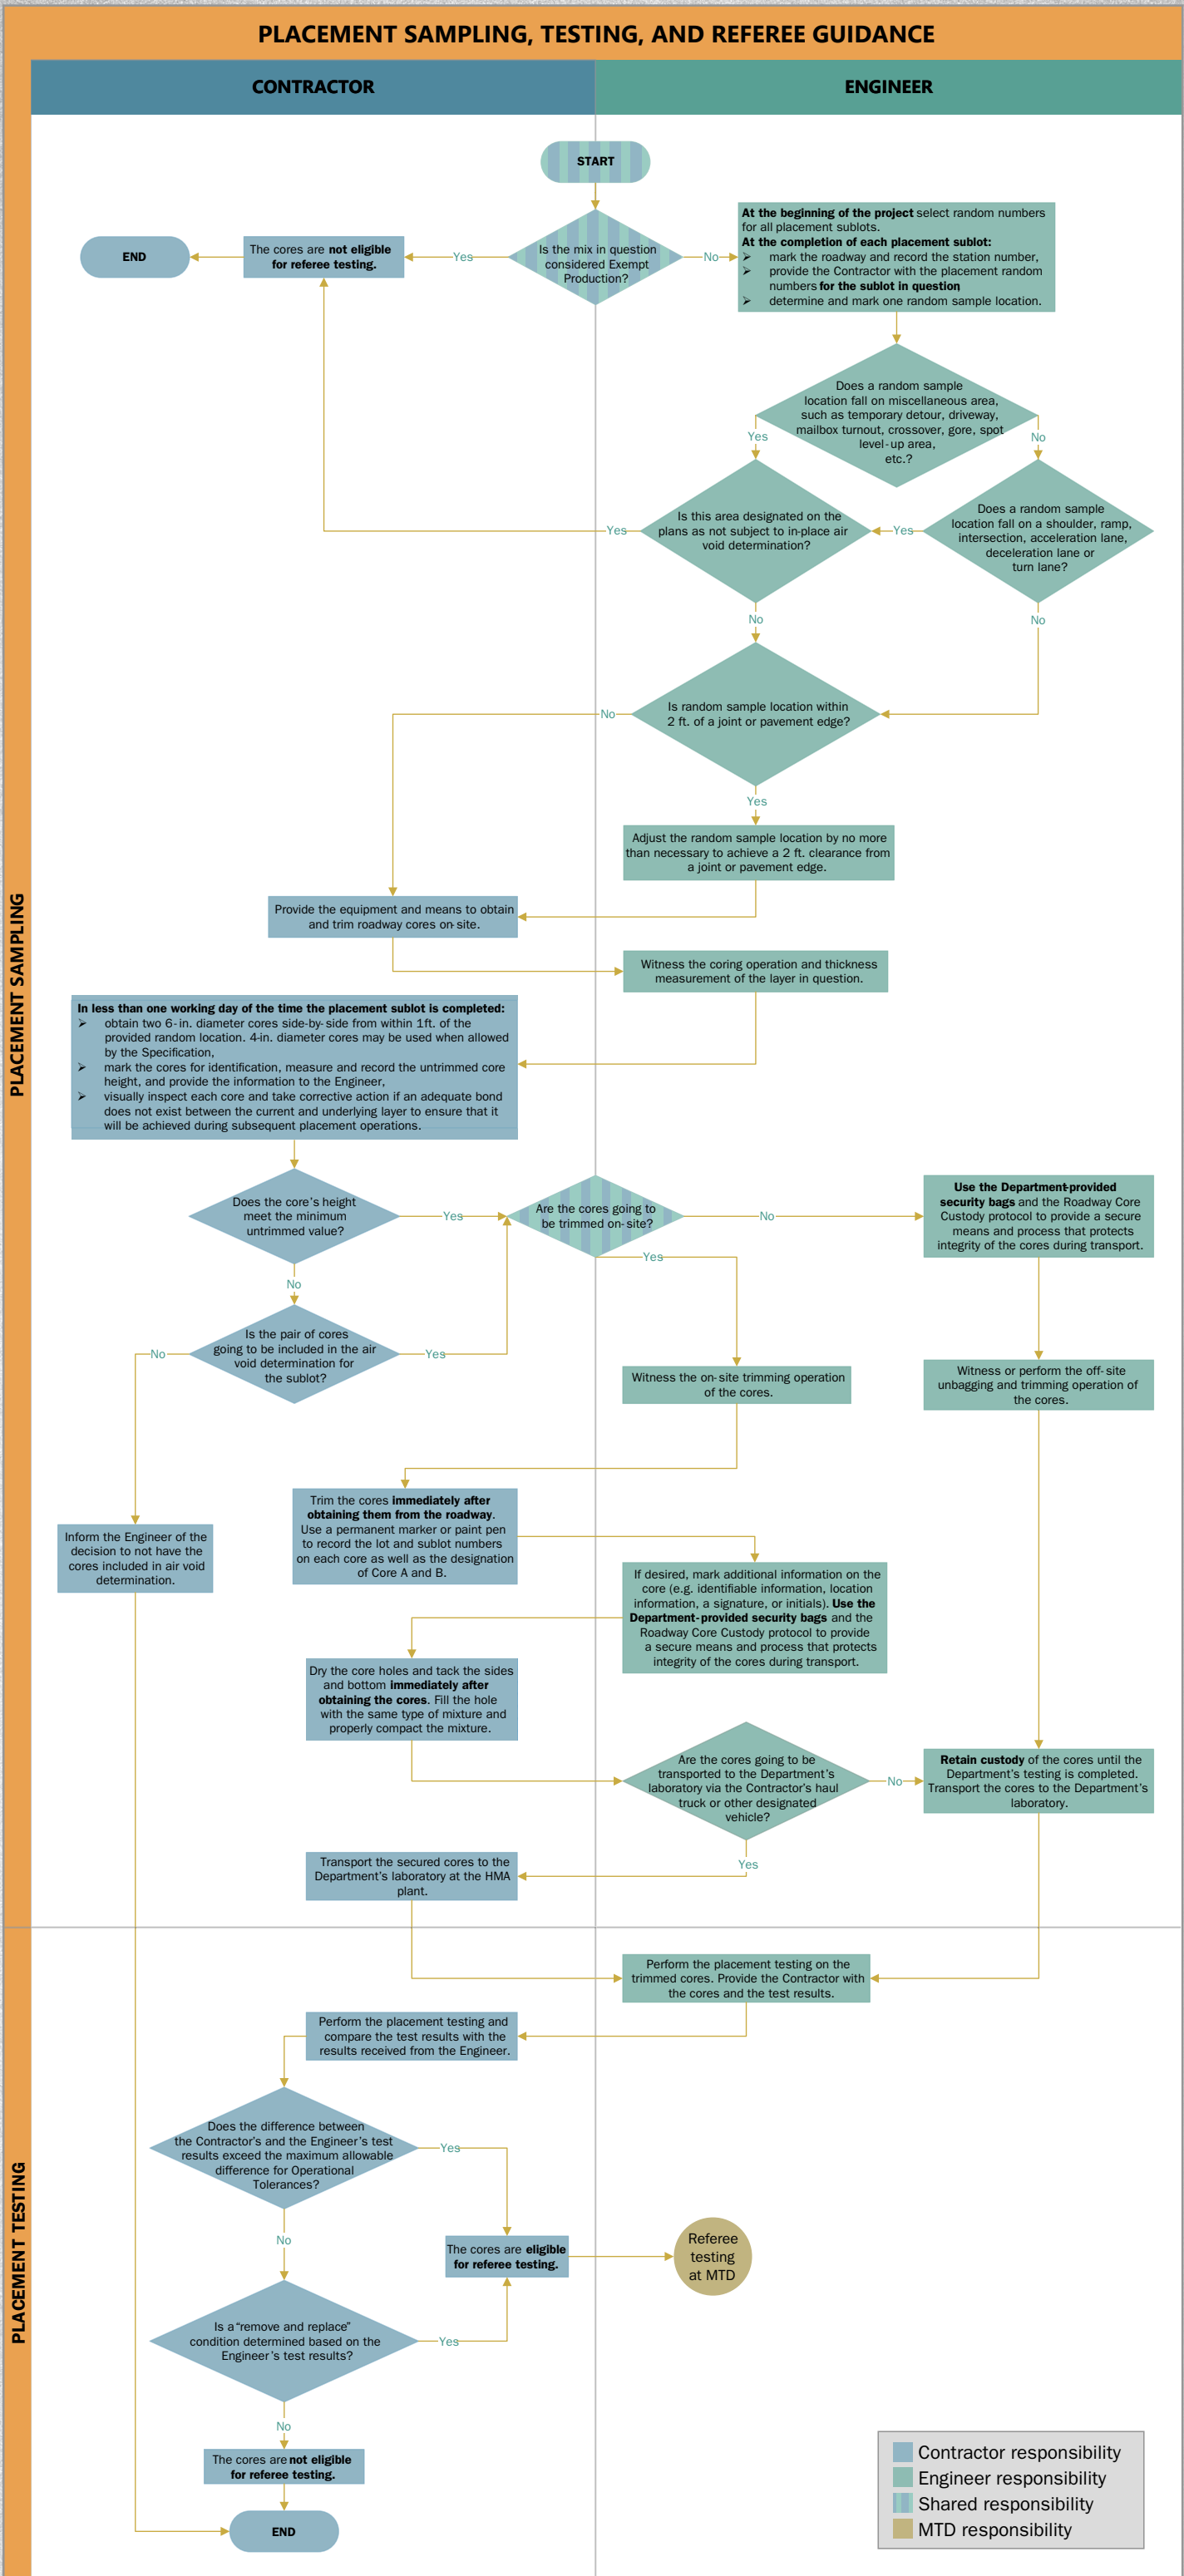 PLACEMENT SAMPLING, TESTING, AND REFEREE GUIDANCE
CONTRACTOR
ENGINEER
START
Is the mix in question
considered Exempt
Production?
Yes
No
The cores are not eligible
for referee testing.
END
At the beginning of the project select random numbers
for all placement sublots.
At the completion of each placement sublot:
➢ mark the roadway and record the station number,
➢ provide the Contractor with the placement random
numbers for the sublot in question,
➢ determine and mark one random sample location.
Does a random sample
location fall on miscellaneous area,
such as temporary detour, driveway,
mailbox turnout, crossover, gore, spot
level-up area,
etc.?
Yes
No
Is this area designated on the
plans as not subject to in-place air
void determination?
Yes
Yes
Does a random sample
location fall on a shoulder, ramp,
intersection, acceleration lane,
deceleration lane or
turn lane?
No
No
Is random sample location within
2 ft. of a joint or pavement edge?
No
Yes
Adjust the random sample location by no more
than necessary to achieve a 2 ft. clearance from
a joint or pavement edge.
Provide the equipment and means to obtain
and trim roadway cores on-site.
Witness the coring operation and thickness
measurement of the layer in question.
PLACEMENT SAMPLING
In less than one working day of the time the placement sublot is completed:
➢ obtain two 6-in. diameter cores side-by-side from within 1ft. of the
provided random location. 4-in. diameter cores may be used when allowed
by the Specification,
➢ mark the cores for identification, measure and record the untrimmed core
height, and provide the information to the Engineer,
➢ visually inspect each core and take corrective action if an adequate bond
does not exist between the current and underlying layer to ensure that it
will be achieved during subsequent placement operations.
Does the core's height
meet the minimum
untrimmed value?
Yes
No
Are the cores going to
be trimmed on-site?
No
Yes
Use the Department-provided
security bags and the Roadway Core
Custody protocol to provide a secure
means and process that protects
integrity of the cores during transport.
Is the pair of cores
going to be included in the air
void determination for
the sublot?
No
Yes
Witness the on-site trimming operation
of the cores.
Witness or perform the off-site
unbagging and trimming operation of
the cores.
Trim the cores immediately after
obtaining them from the roadway.
Use a permanent marker or paint pen
to record the lot and sublot numbers
on each core as well as the designation
of Core A and B.
Inform the Engineer of the
decision to not have the
cores included in air void
determination.
If desired, mark additional information on the
core (e.g. identifiable information, location
information, a signature, or initials). Use the
Department-provided security bags and the
Roadway Core Custody protocol to provide
a secure means and process that protects
integrity of the cores during transport.
Dry the core holes and tack the sides
and bottom immediately after
obtaining the cores. Fill the hole
with the same type of mixture and
properly compact the mixture.
Are the cores going to be
transported to the Department's
laboratory via the Contractor's haul
truck or other designated
vehicle?
No
Yes
Retain custody of the cores until the
Department's testing is completed.
Transport the cores to the Department's
laboratory.
Transport the secured cores to the
Department's laboratory at the HMA
plant.
PLACEMENT TESTING
Perform the placement testing on the
trimmed cores. Provide the Contractor with
the cores and the test results.
Perform the placement testing and
compare the test results with the
results received from the Engineer.
Does the difference between
the Contractor's and the Engineer's test
results exceed the maximum allowable
difference for Operational
Tolerances?
Yes
No
The cores are eligible
for referee testing.
Referee
testing
at MTD
Is a "remove and replace"
condition determined based on the
Engineer's test results?
Yes
No
The cores are not eligible
for referee testing.
END
Contractor responsibility
Engineer responsibility
Shared responsibility
MTD responsibility